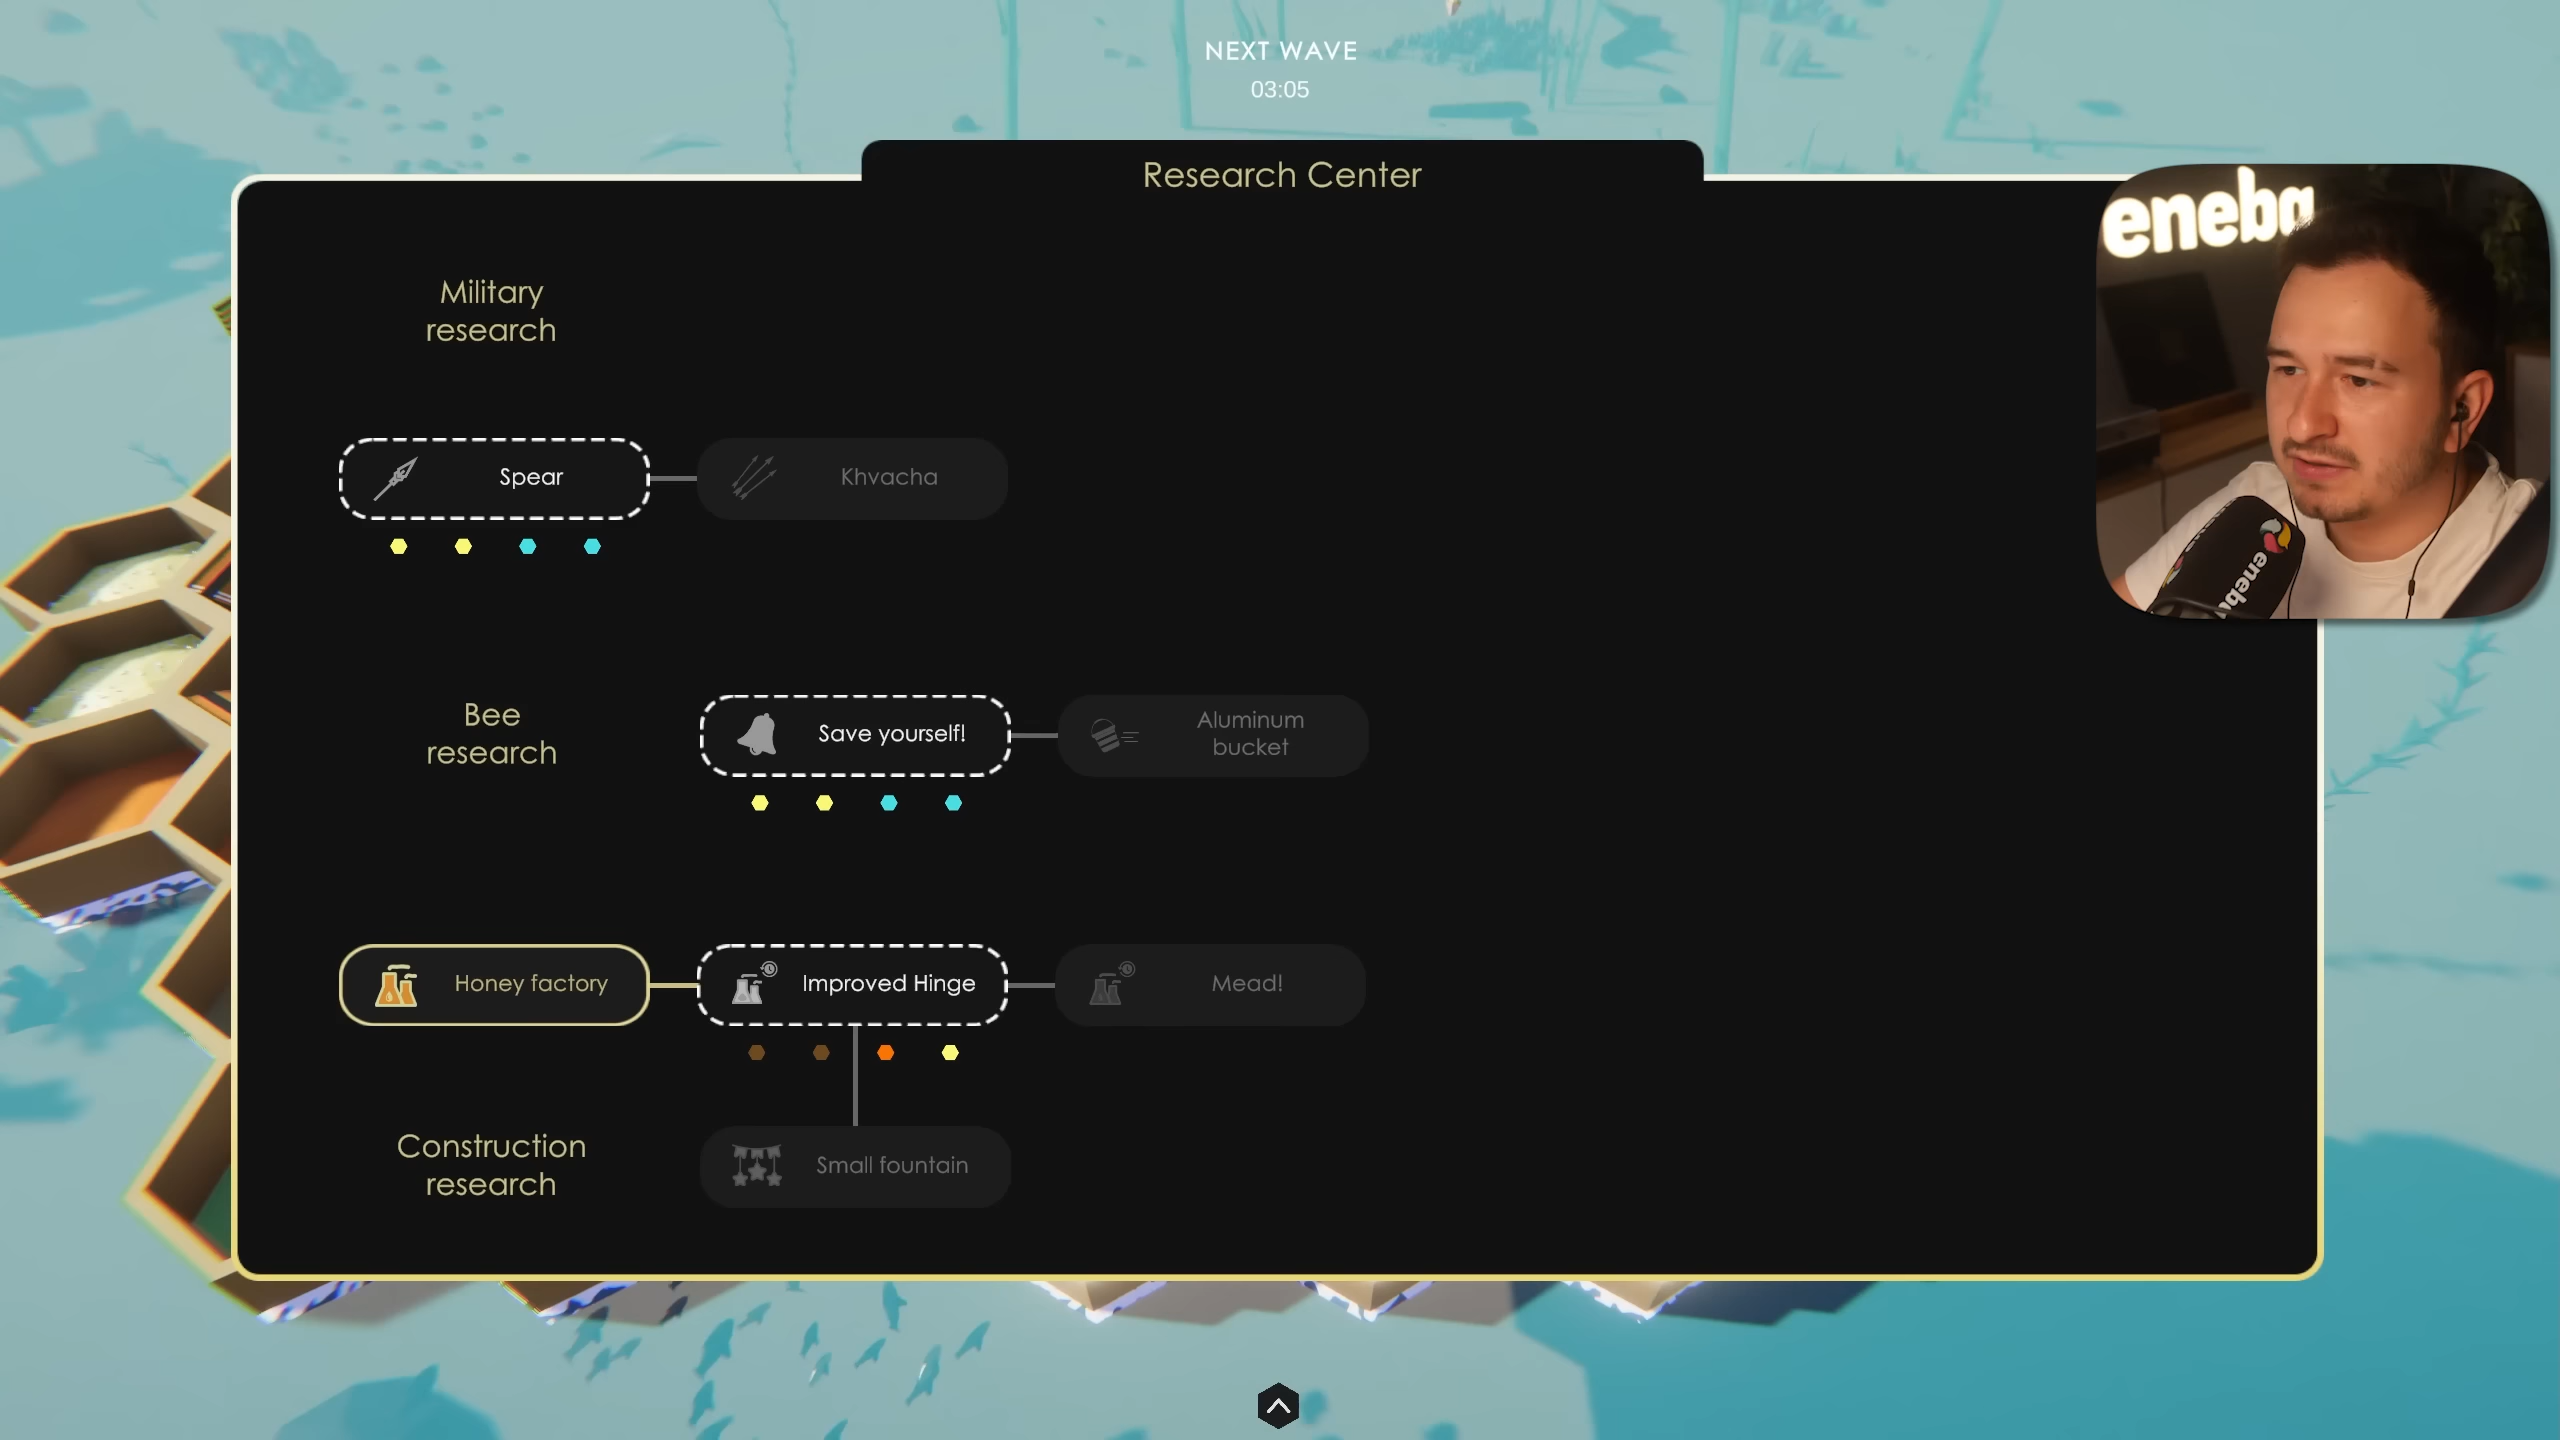 NEXT WAVE
03:05
Research Center
eneba
Military
research
Spear
Khvacha
eneba
Bee
research
Save yourself!
Aluminum
bucket
Honey factory
Improved Hinge
Mead!
Construction
research
Small fountain